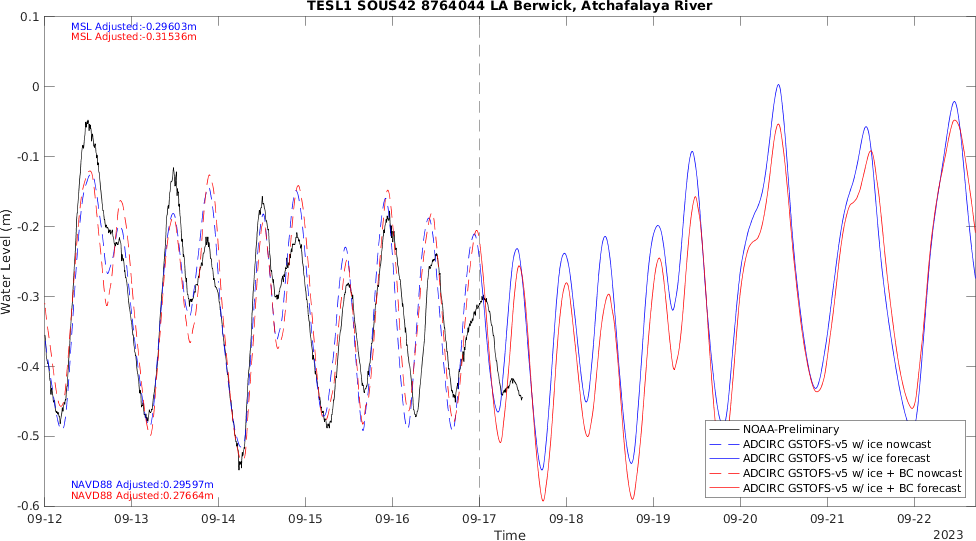 TESL1 SOUS42 8764044 LA Berwick, Atchafalaya River
MSL Adjusted:-0.29603m
MSL Adjusted:-0.31536m
0.1
0
-0.1
-0.2
-0.3
-0.4
-0.5
-0.6
Water Level (m)
NAVD88 Adjusted:0.29597m
NAVD88 Adjusted:0.27664m
NOAA-Preliminary
ADCIRC GSTOFS-v5 w/ ice nowcast
ADCIRC GSTOFS-v5 w/ ice forecast
ADCIRC GSTOFS-v5 w/ ice + BC nowcast
ADCIRC GSTOFS-v5 w/ ice + BC forecast
09-12 09-13 09-14 09-15 09-16 09-17 09-18 09-19 09-20 09-21 09-22
Time
2023